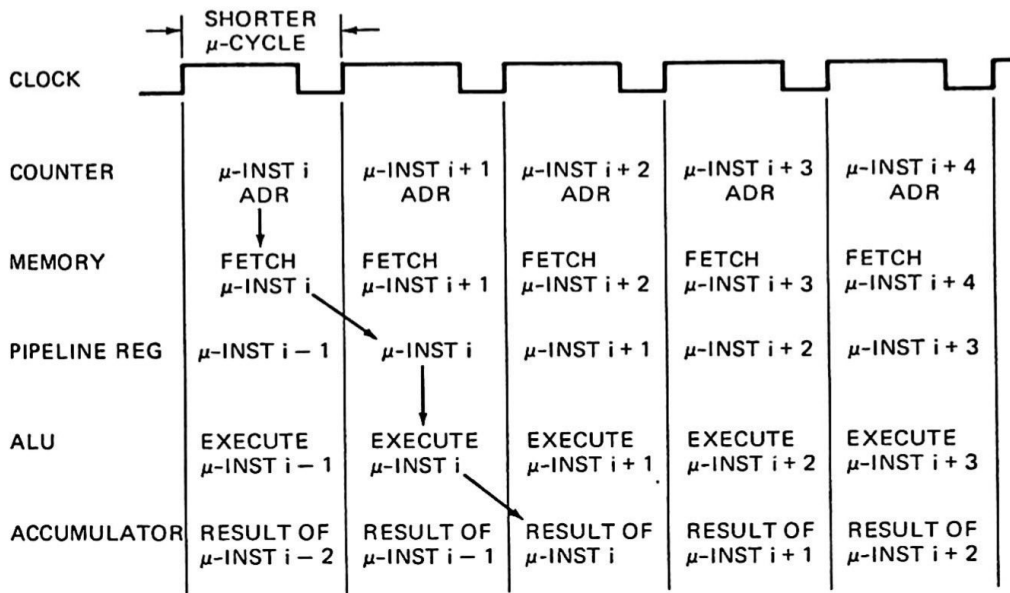 SHORTER
μ-CYCLE
CLOCK
COUNTER
μ-INST i
ADR
μ-INST i + 1
ADR
μ-INST i + 2
ADR
μ-INST i + 3
ADR
μ-INST i + 4
ADR
MEMORY
FETCH
μ-INST i
FETCH
μ-INST i + 1
FETCH
μ-INST i + 2
FETCH
μ-INST i + 3
FETCH
μ-INST i + 4
PIPELINE REG
μ-INST i – 1
μ-INST i
μ-INST i + 1
μ-INST i + 2
μ-INST i + 3
ALU
EXECUTE
μ-INST i – 1
EXECUTE
μ-INST i
EXECUTE
μ-INST i + 1
EXECUTE
μ-INST i + 2
EXECUTE
μ-INST i + 3
ACCUMULATOR
RESULT OF
μ-INST i – 2
RESULT OF
μ-INST i – 1
RESULT OF
μ-INST i
RESULT OF
μ-INST i + 1
RESULT OF
μ-INST i + 2